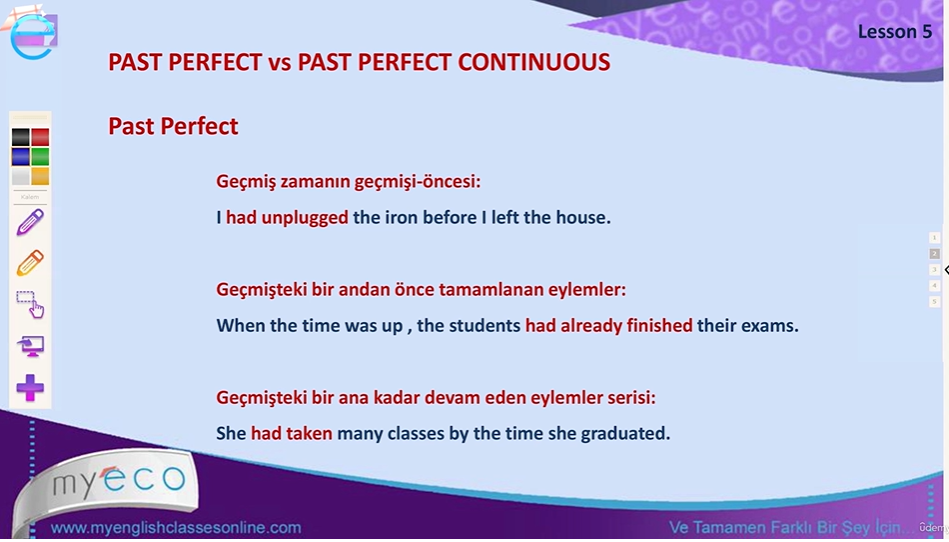 Lesson 5
PAST PERFECT vs PAST PERFECT CONTINUOUS
Past Perfect
Geçmiş zamanın geçmişi-öncesi:
I had unplugged the iron before I left the house.
Geçmişteki bir andan önce tamamlanan eylemler:
When the time was up , the students had already finished their exams.
Geçmişteki bir ana kadar devam eden eylemler serisi:
She had taken many classes by the time she graduated.
Kalem
1
2
3
4
5
myeco
www.myenglishclassesonline.com
Ve Tamamen Farklı Bir Şey İçin...
ûdemy